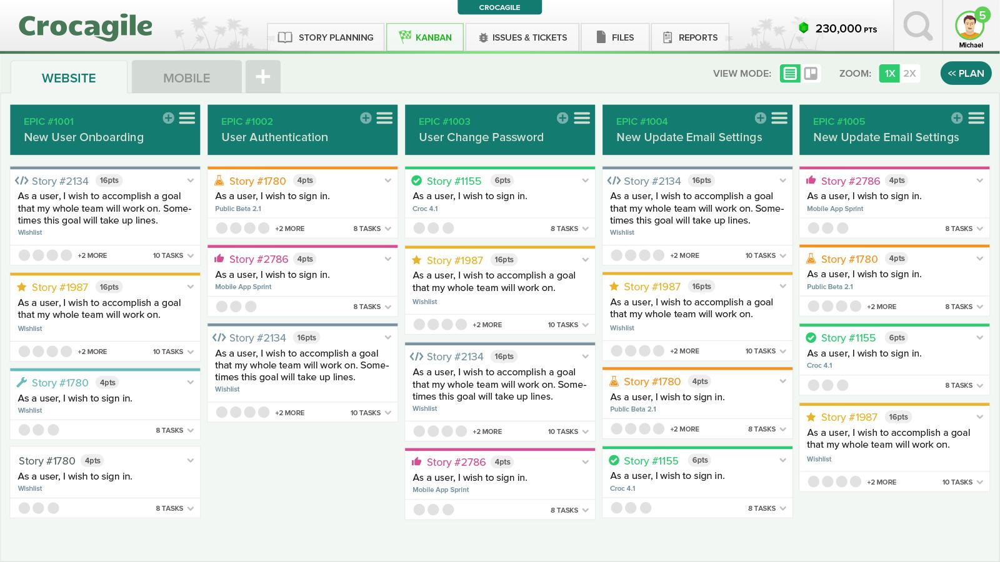 CROCAGILE
Crocagile
STORY PLANNING
KANBAN
ISSUES & TICKETS
FILES
REPORTS
230,000 PTS
5
Michael
WEBSITE
MOBILE
+
VIEW MODE:
ZOOM:
1X
2X
<< PLAN
EPIC #1001
New User Onboarding
Story #2134 16pts
As a user, I wish to accomplish a goal
that my whole team will work on. Some-
times this goal will take up lines.
Wishlist
+2 MORE 10 TASKS
Story #1987 16pts
As a user, I wish to accomplish a goal
that my whole team will work on.
Wishlist
+2 MORE 10 TASKS
Story #1780 4pts
As a user, I wish to sign in.
Wishlist
8 TASKS
Story #1780 4pts
As a user, I wish to sign in.
Wishlist
8 TASKS
EPIC #1002
User Authentication
Story #1780 4pts
As a user, I wish to sign in.
Public Beta 2.1
+2 MORE 8 TASKS
Story #2786 4pts
As a user, I wish to sign in.
Mobile App Sprint
8 TASKS
Story #2134 16pts
As a user, I wish to accomplish a goal
that my whole team will work on. Some-
times this goal will take up lines.
Wishlist
+2 MORE 10 TASKS
EPIC #1003
User Change Password
Story #1155 6pts
As a user, I wish to sign in.
Croc 4.1
8 TASKS
Story #1987 16pts
As a user, I wish to accomplish a goal
that my whole team will work on.
Wishlist
+2 MORE 10 TASKS
Story #2134 16pts
As a user, I wish to accomplish a goal
that my whole team will work on. Some-
times this goal will take up lines.
Wishlist
+2 MORE 10 TASKS
Story #2786 4pts
As a user, I wish to sign in.
Mobile App Sprint
8 TASKS
EPIC #1004
New Update Email Settings
Story #2134 16pts
As a user, I wish to accomplish a goal
that my whole team will work on. Some-
times this goal will take up lines.
Wishlist
+2 MORE 10 TASKS
Story #1987 16pts
As a user, I wish to accomplish a goal
that my whole team will work on.
Wishlist
+2 MORE 10 TASKS
Story #1780 4pts
As a user, I wish to sign in.
Public Beta 2.1
+2 MORE 8 TASKS
Story #1155 6pts
As a user, I wish to sign in.
Croc 4.1
8 TASKS
EPIC #1005
New Update Email Settings
Story #2786 4pts
As a user, I wish to sign in.
Mobile App Sprint
8 TASKS
Story #1780 4pts
As a user, I wish to sign in.
Public Beta 2.1
+2 MORE 8 TASKS
Story #1155 6pts
As a user, I wish to sign in.
Croc 4.1
8 TASKS
Story #1987 16pts
As a user, I wish to accomplish a goal
that my whole team will work on.
Wishlist
+2 MORE 10 TASKS